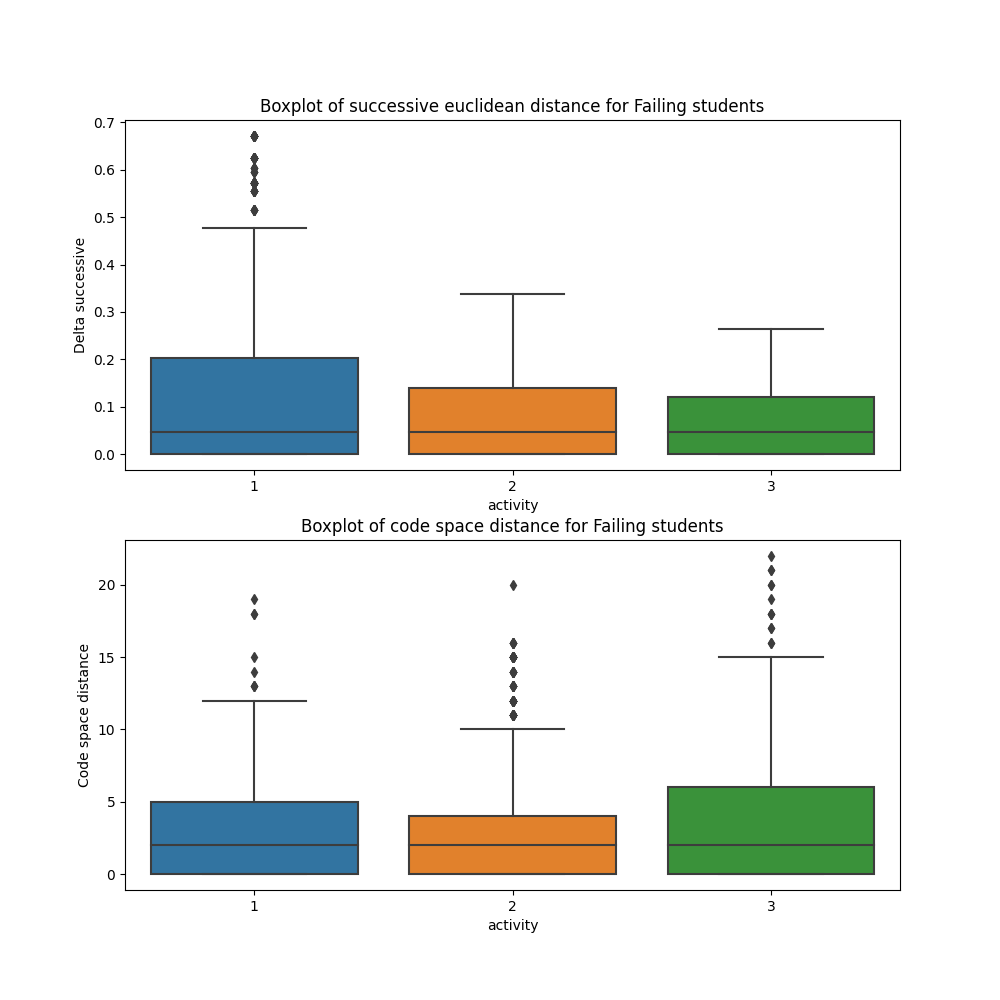 Boxplot of successive euclidean distance for Failing students
0.7
0.6
0.5
0.4
0.3
0.2
0.1
0.0
Delta successive
1 2 3
activity
Boxplot of code space distance for Failing students
20
15
10
5
0
Code space distance
1 2 3
activity